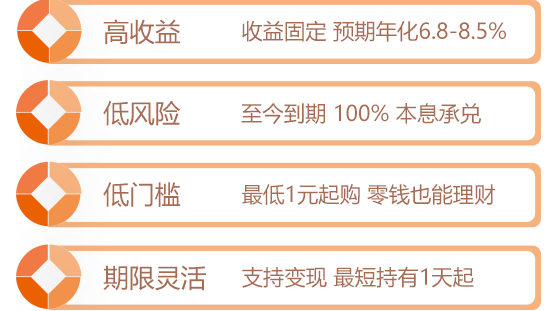 高收益 收益固定 预期年化6.8-8.5%
低风险 至今到期 100% 本息承兑
低门槛 最低1元起购 零钱也能理财
期限灵活 支持变现 最短持有1天起